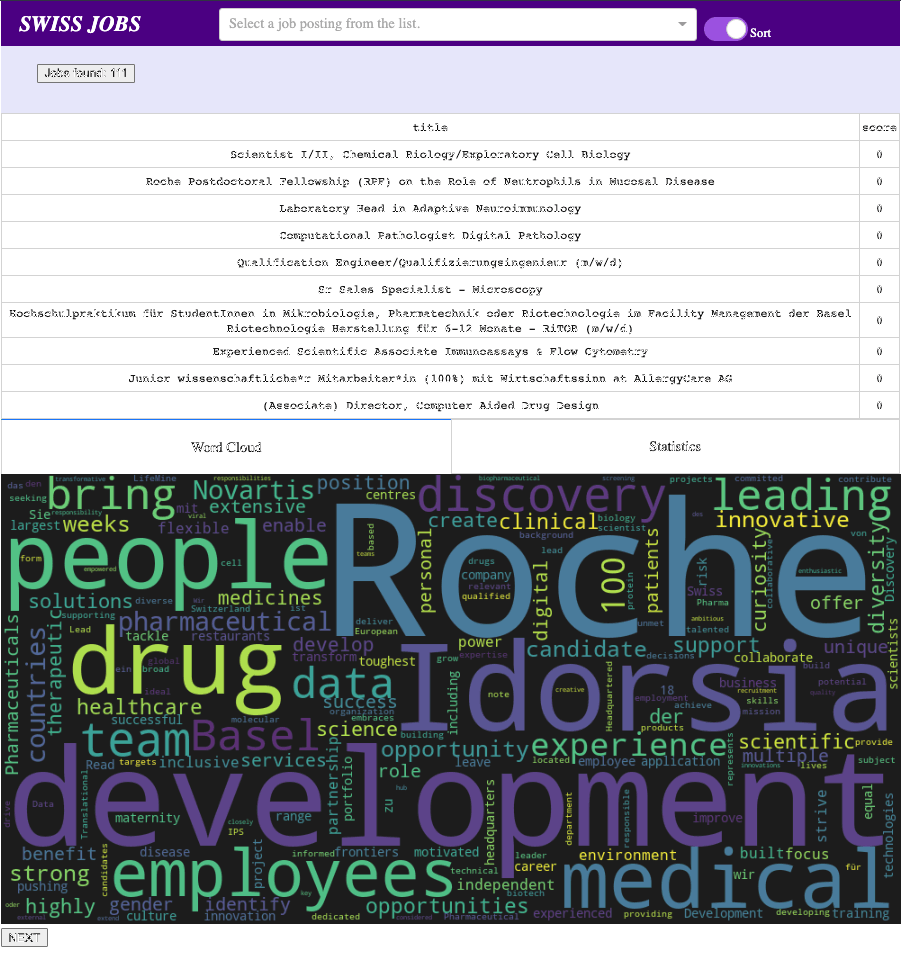 SWISS JOBS
Select a job posting from the list.
Sort
Jobs found: 111
title score
Scientist I/II, Chemical Biology/Exploratory Cell Biology 0
Roche Postdoctoral Fellowship (RPF) on the Role of Neutrophils in Mucosal Disease 0
Laboratory Head in Adaptive Neuroimmunology 0
Computational Pathologist Digital Pathology 0
Qualification Engineer/Qualifizierungsingenieur (m/w/d) 0
Sr Sales Specialist - Microscopy 0
Hochschulpraktikum für StudentInnen in Mikrobiologie, Pharmatechnik oder Biotechnologie im Facility Management der Basel
Biotechnologie Herstellung für 6-12 Monate - RiTOP (m/w/d) 0
Experienced Scientific Associate Immunoassays & Flow Cytometry 0
Junior wissenschaftliche*r Mitarbeiter*in (100%) mit Wirtschaftssinn at AllergyCare AG 0
(Associate) Director, Computer Aided Drug Design 0
Word Cloud
Statistics
das den transformative LifeMine responsibilities position biopharmaceutical screening projects committed contribute
seeking bring Novartis centres discovery leading
Sie responsibility viral mit extensive create clinical biology scientist innovative des von
largest weeks flexible enable based teams personal background lead digital 100 patients risk curiosity collaborative diversity Discovery
people Roche
form empowered cell drugs company relevant qualified protein Swiss Pharma enthusiastic
solutions diverse wir Switzerland 1st medicines deliver European unmet ambitious talented offer
Pharmaceuticals countries therapeutic supporting Lead pharmaceutical power candidate support unique scientists
tackle restaurants develop toughest grow expertise decisions collaborate
drug ein broad global transform data Idorsia build
ideal healthcare success note including creative Headquartered 18 employment business recruitment skills potential quality
successful molecular organization embraces building der products achieve mission
team Basel science opportunity experience scientific multiple provide
Read targets inclusive services partnership portfolio role leave located employee application represents innovations lives subject
drive Data Translational development hub
maternity closely IPS range zu headquarters department responsible improve strive equal technologies
benefit candidates disease project informed frontiers motivated leader environment built focus
strong pushing employees technical career independent medical wir für
highly gender identify key opportunities biotech
oder external extend culture innovation dedicated considered Pharmaceutical experienced providing Development developing training
NEXT